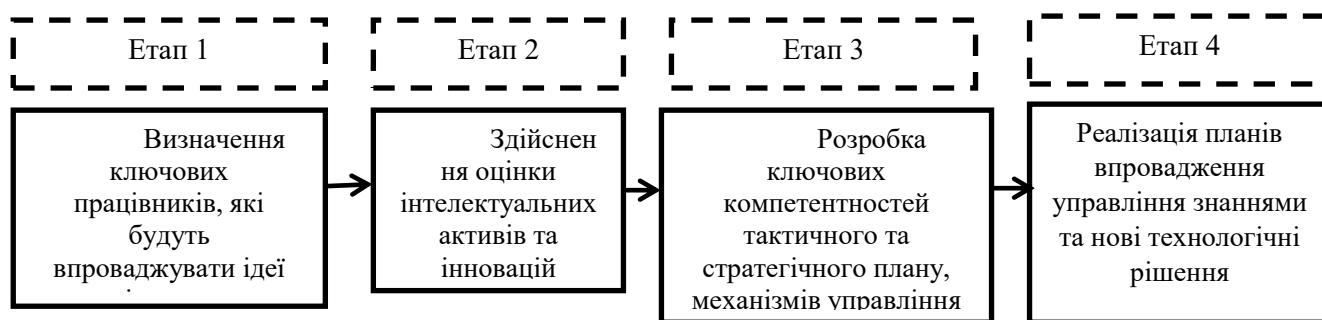 Етап 1
Етап 2
Етап 3
Етап 4
Визначення
ключових
працівників, які
будуть
впроваджувати ідеї
Здійснен
ня оцінки
інтелектуальних
активів та
інновацій
Розробка
ключових
компетентностей
тактичного та
стратегічного плану,
механізмів управління
Реалізація планів
впровадження
управління знаннями
та нові технологічні
рішення